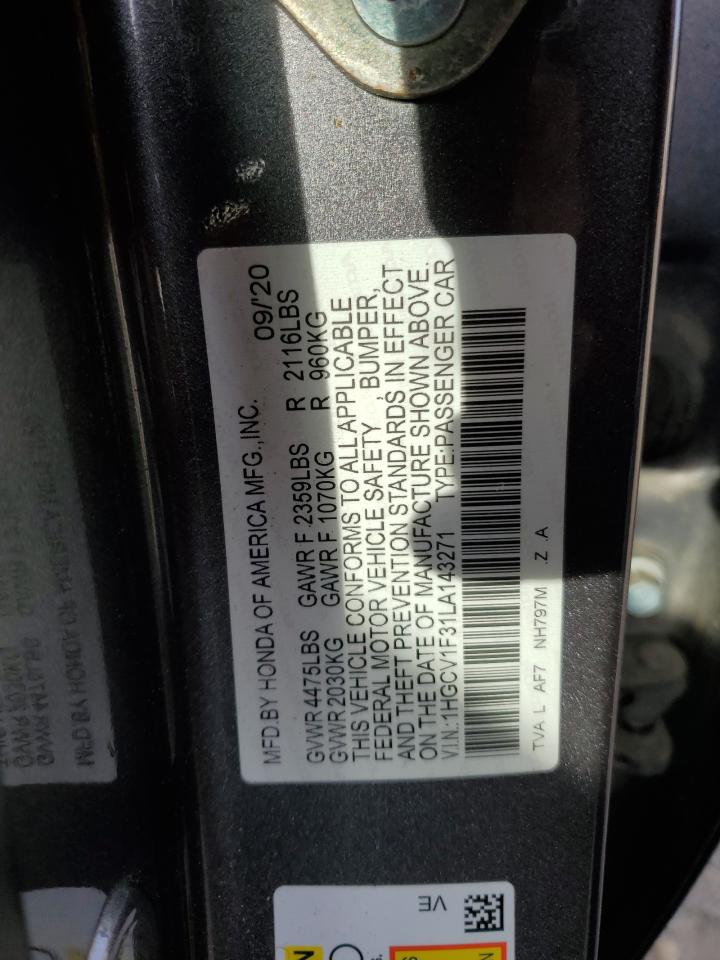 MFD. BY HONDA OF AMERICA MFG., INC. 09/'20
GVWR 4475LBS GAWR F 2359LBS R 2116LBS
GVWR 2030KG GAWR F 1070KG R 960KG
THIS VEHICLE CONFORMS TO ALL APPLICABLE
FEDERAL MOTOR VEHICLE SAFETY, BUMPER,
AND THEFT PREVENTION STANDARDS IN EFFECT
ON THE DATE OF MANUFACTURE SHOWN ABOVE.
V.I.N.:1HGCV1F31LA143271 TYPE:PASSENGER CAR
TVA L - AF7 NH797M .Z .A
VE